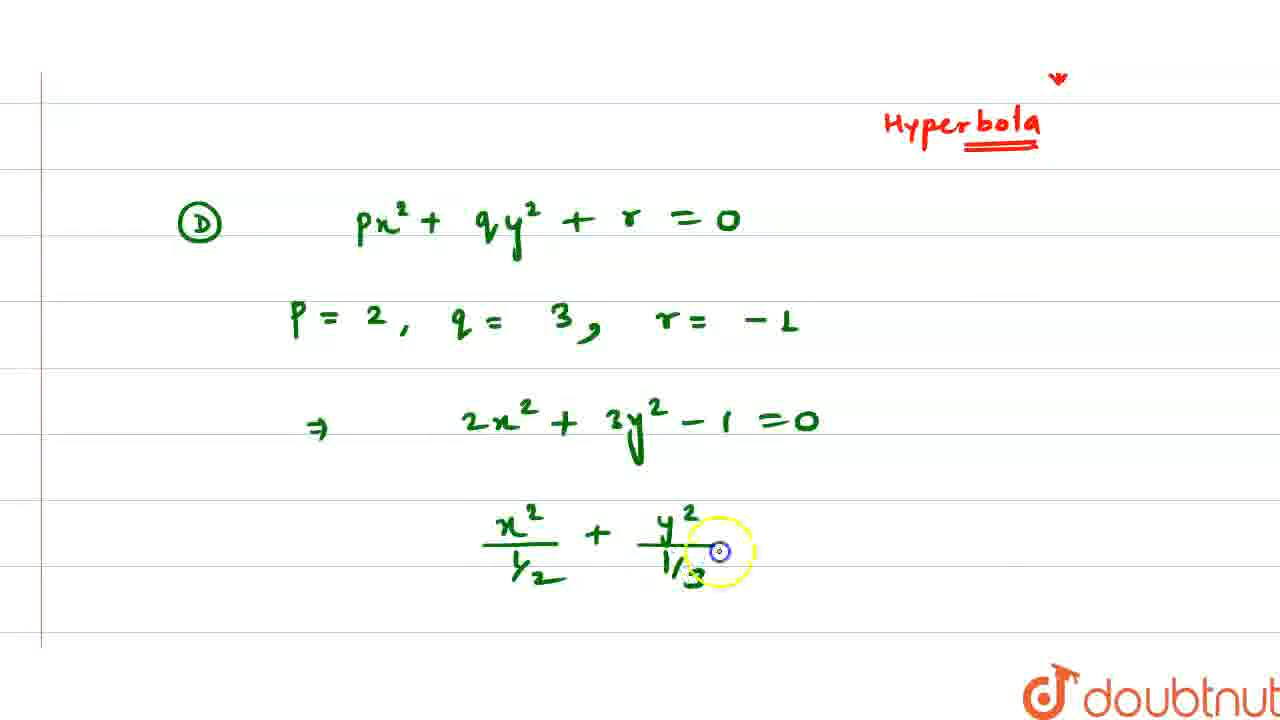 Hyperbola
D px² + qy² + r = 0
P = 2, q = 3, r = -1
⇒ 2x² + 3y² - 1 = 0
x²/(1/2) + y²/(1/3)
doubtnut